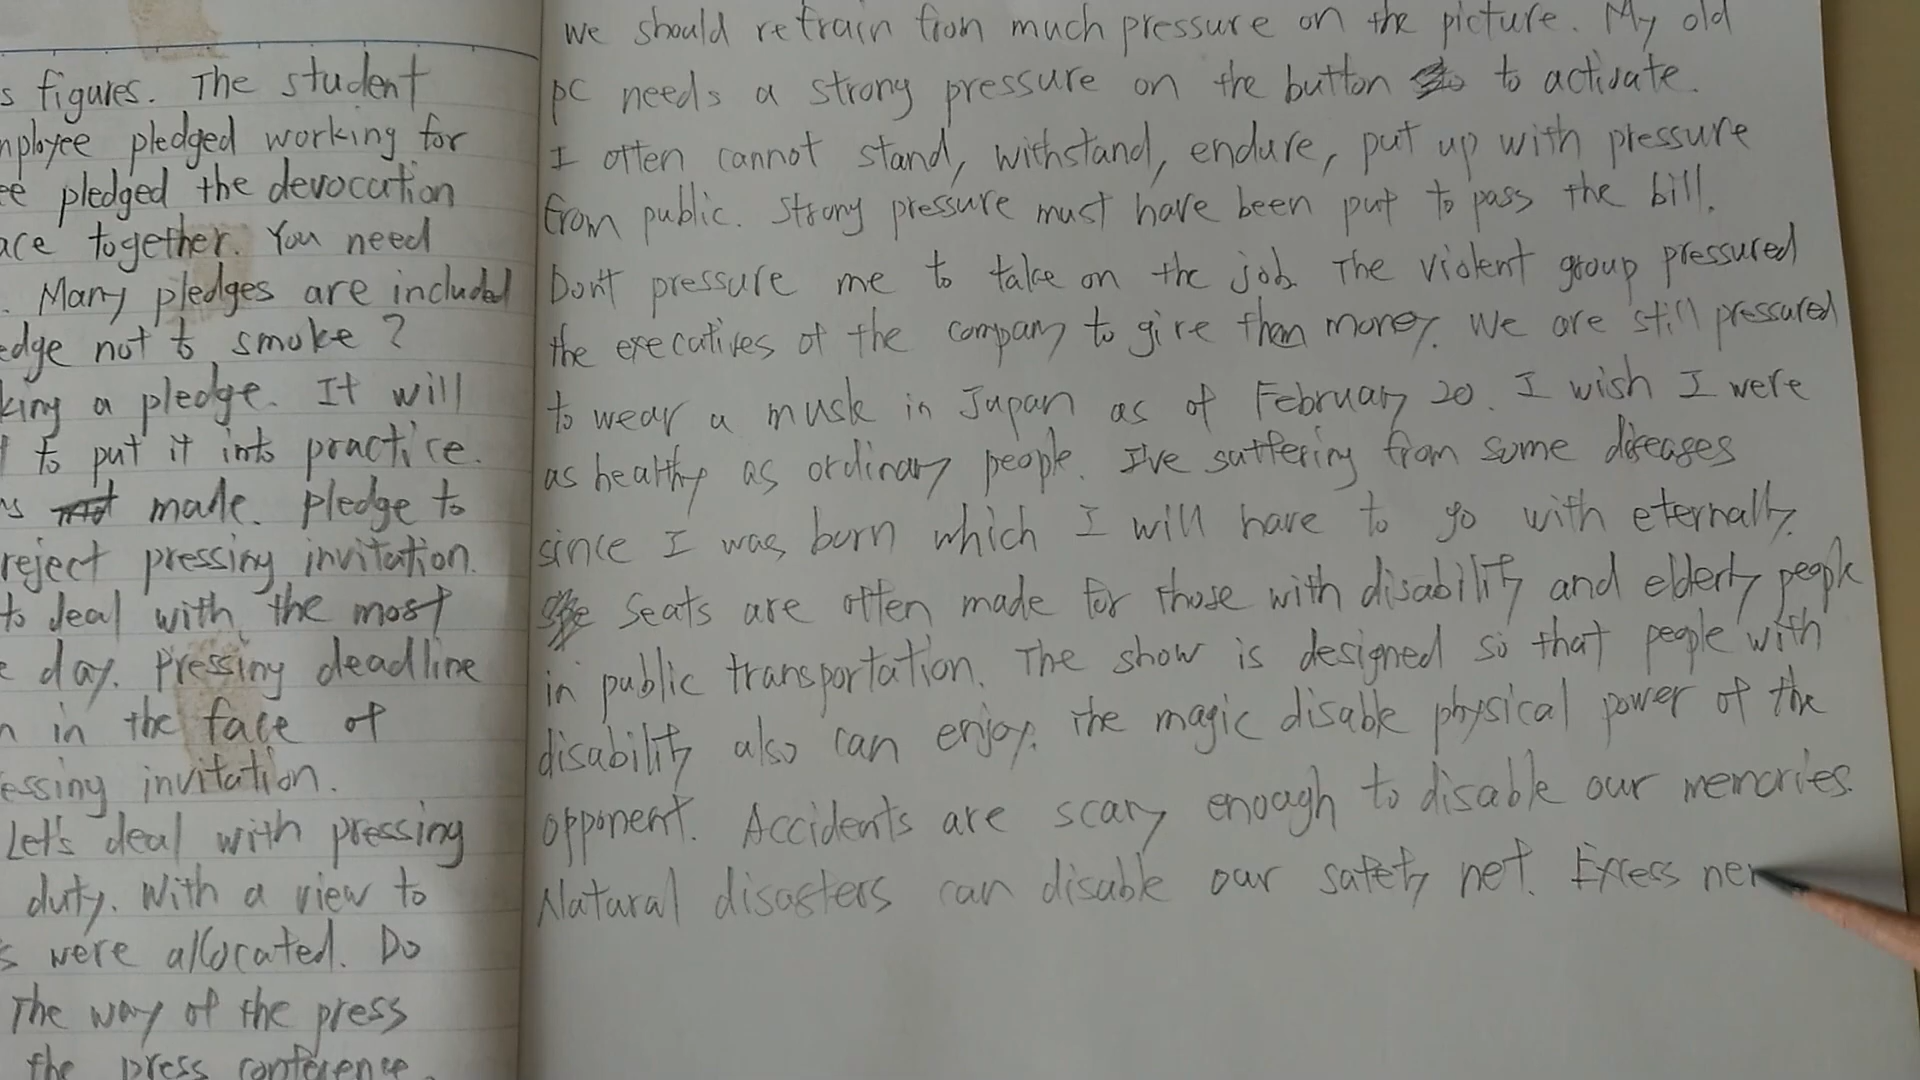 s figures. The student
mployee pledged working for
ee pledged the devocation
ace together. You need
. Many pledges are included
edge not to smoke ?
king a pledge. It will
to put it into practice.
made. pledge to
reject pressing invitation.
to deal with the most
e day. Pressing deadline
n in the face of
essing invitation.
Let's deal with pressing
duty. With a view to
s were allocated. Do
The way of the press
the press conference.
we should refrain from much pressure on the picture. My old
pc needs a strong pressure on the button to activate.
I often cannot stand, withstand, endure, put up with pressure
from public. Strong pressure must have been put to pass the bill.
Don't pressure me to take on the job. The violent group pressured
the executives of the company to give them money. We are still pressured
to wear a musk in Japan as of February 20. I wish I were
as healthy as ordinary people. I've suffering from some diseases
since I was born which I will have to go with eternally.
Seats are often made for those with disability and elderly people
in public transportation. The show is designed so that people with
disability also can enjoy. The magic disable physical power of the
opponent. Accidents are scary enough to disable our memories.
Natural disasters can disable our safety net. Excess ner